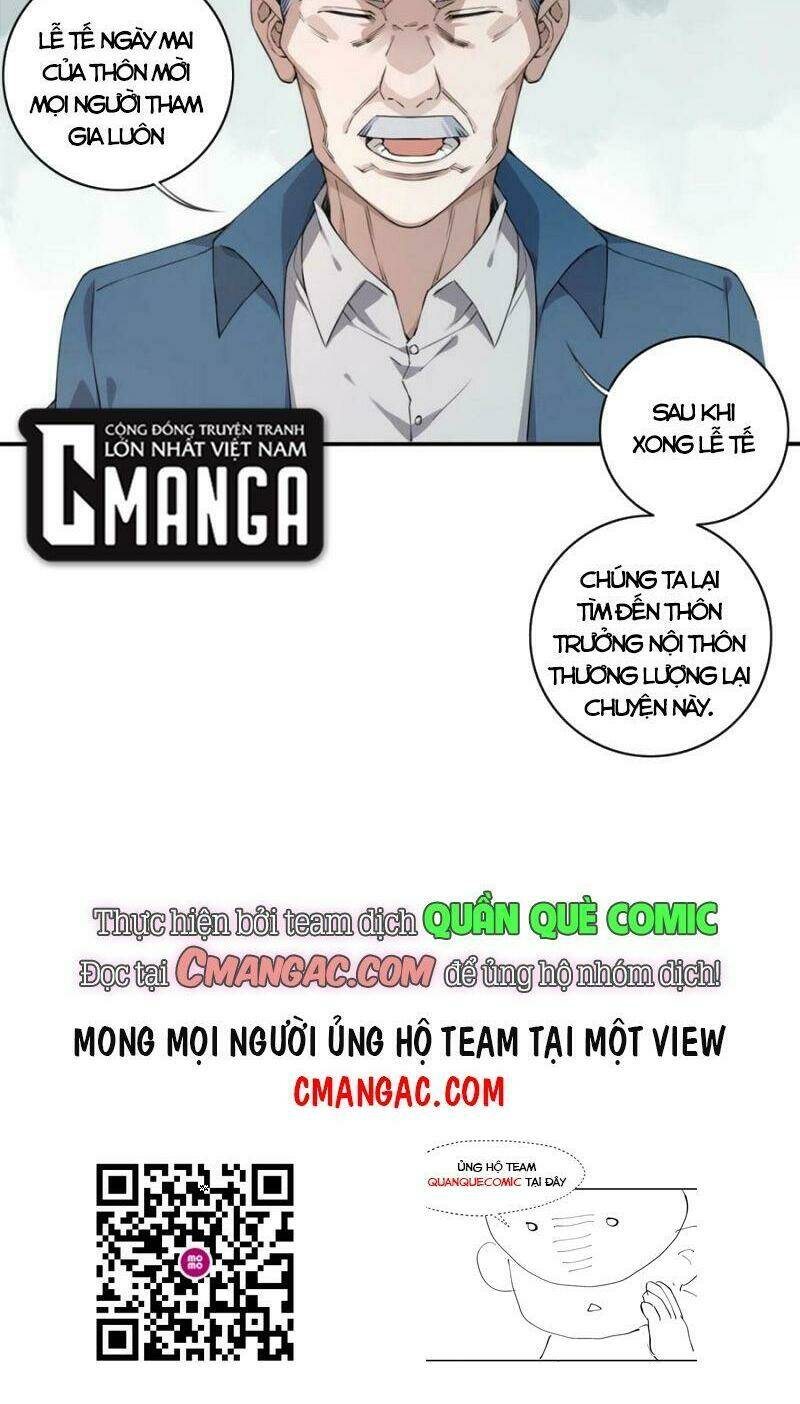 LỄ TẾ NGÀY MAI
CỦA THÔN MỜI
MỌI NGƯỜI THAM
GIA LUÔN
SAU KHI
XONG LỄ TẾ
CHÚNG TA LẠI
TÌM ĐẾN THÔN
TRƯỞNG NỘI THÔN
THƯƠNG LƯỢNG LẠI
CHUYỆN NÀY.
CỘNG ĐỒNG TRUYỆN TRANH
LỚN NHẤT VIỆT NAM
CMANGA
Thực hiện bởi team dịch QUẦN QUÈ COMIC
Đọc tại CMANGAC.COM để ủng hộ nhóm dịch!
MONG MỌI NGƯỜI ỦNG HỘ TEAM TẠI MỘT VIEW
CMANGAC.COM
ỦNG HỘ TEAM
QUANQUECOMIC TẠI ĐÂY
mo
mo